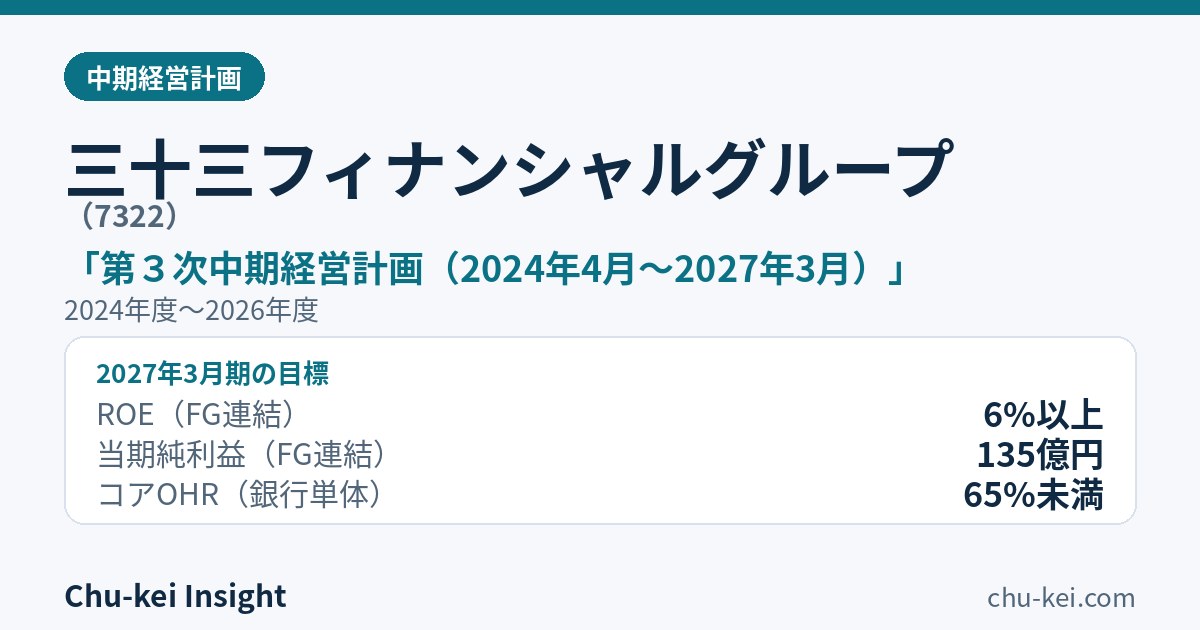 中期経営計画
三十三フィナンシャルグループ
（7322）
「第３次中期経営計画（2024年4月～2027年3月）」
2024年度～2026年度
2027年3月期の目標
ROE（FG連結） 6%以上
当期純利益（FG連結） 135億円
コアOHR（銀行単体） 65%未満
Chu-kei Insight chu-kei.com